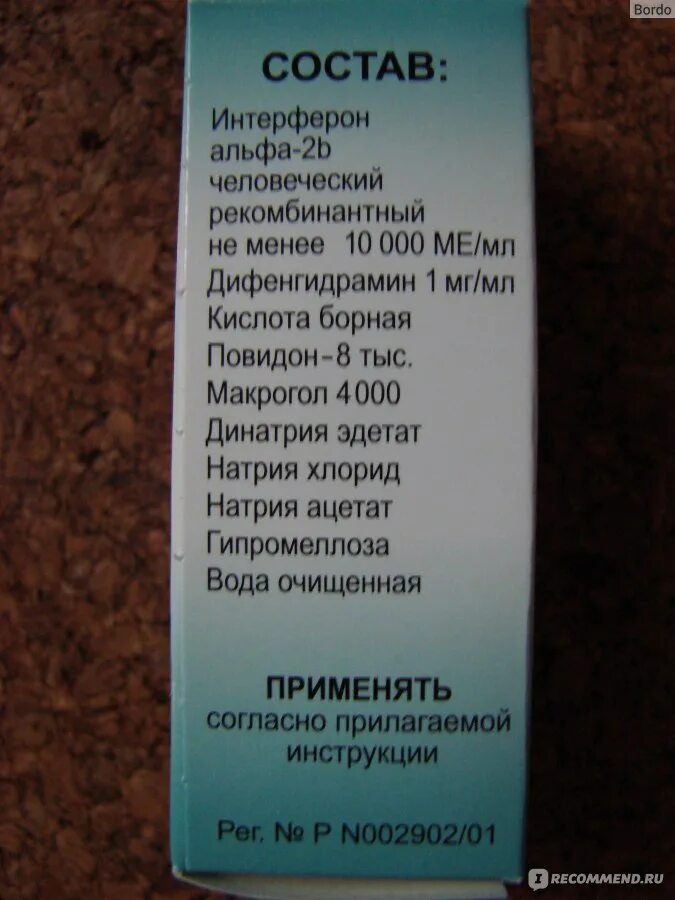 Bordo
СОСТАВ:
Интерферон
альфа-2b
человеческий
рекомбинантный
не менее 10 000 МЕ/мл
Дифенгидрамин 1 мг/мл
Кислота борная
Повидон-8 тыс.
Макрогол 4000
Динатрия эдетат
Натрия хлорид
Натрия ацетат
Гипромеллоза
Вода очищенная
ПРИМЕНЯТЬ
согласно прилагаемой
инструкции
Рег. № Р N002902/01
IRECOMMEND.RU